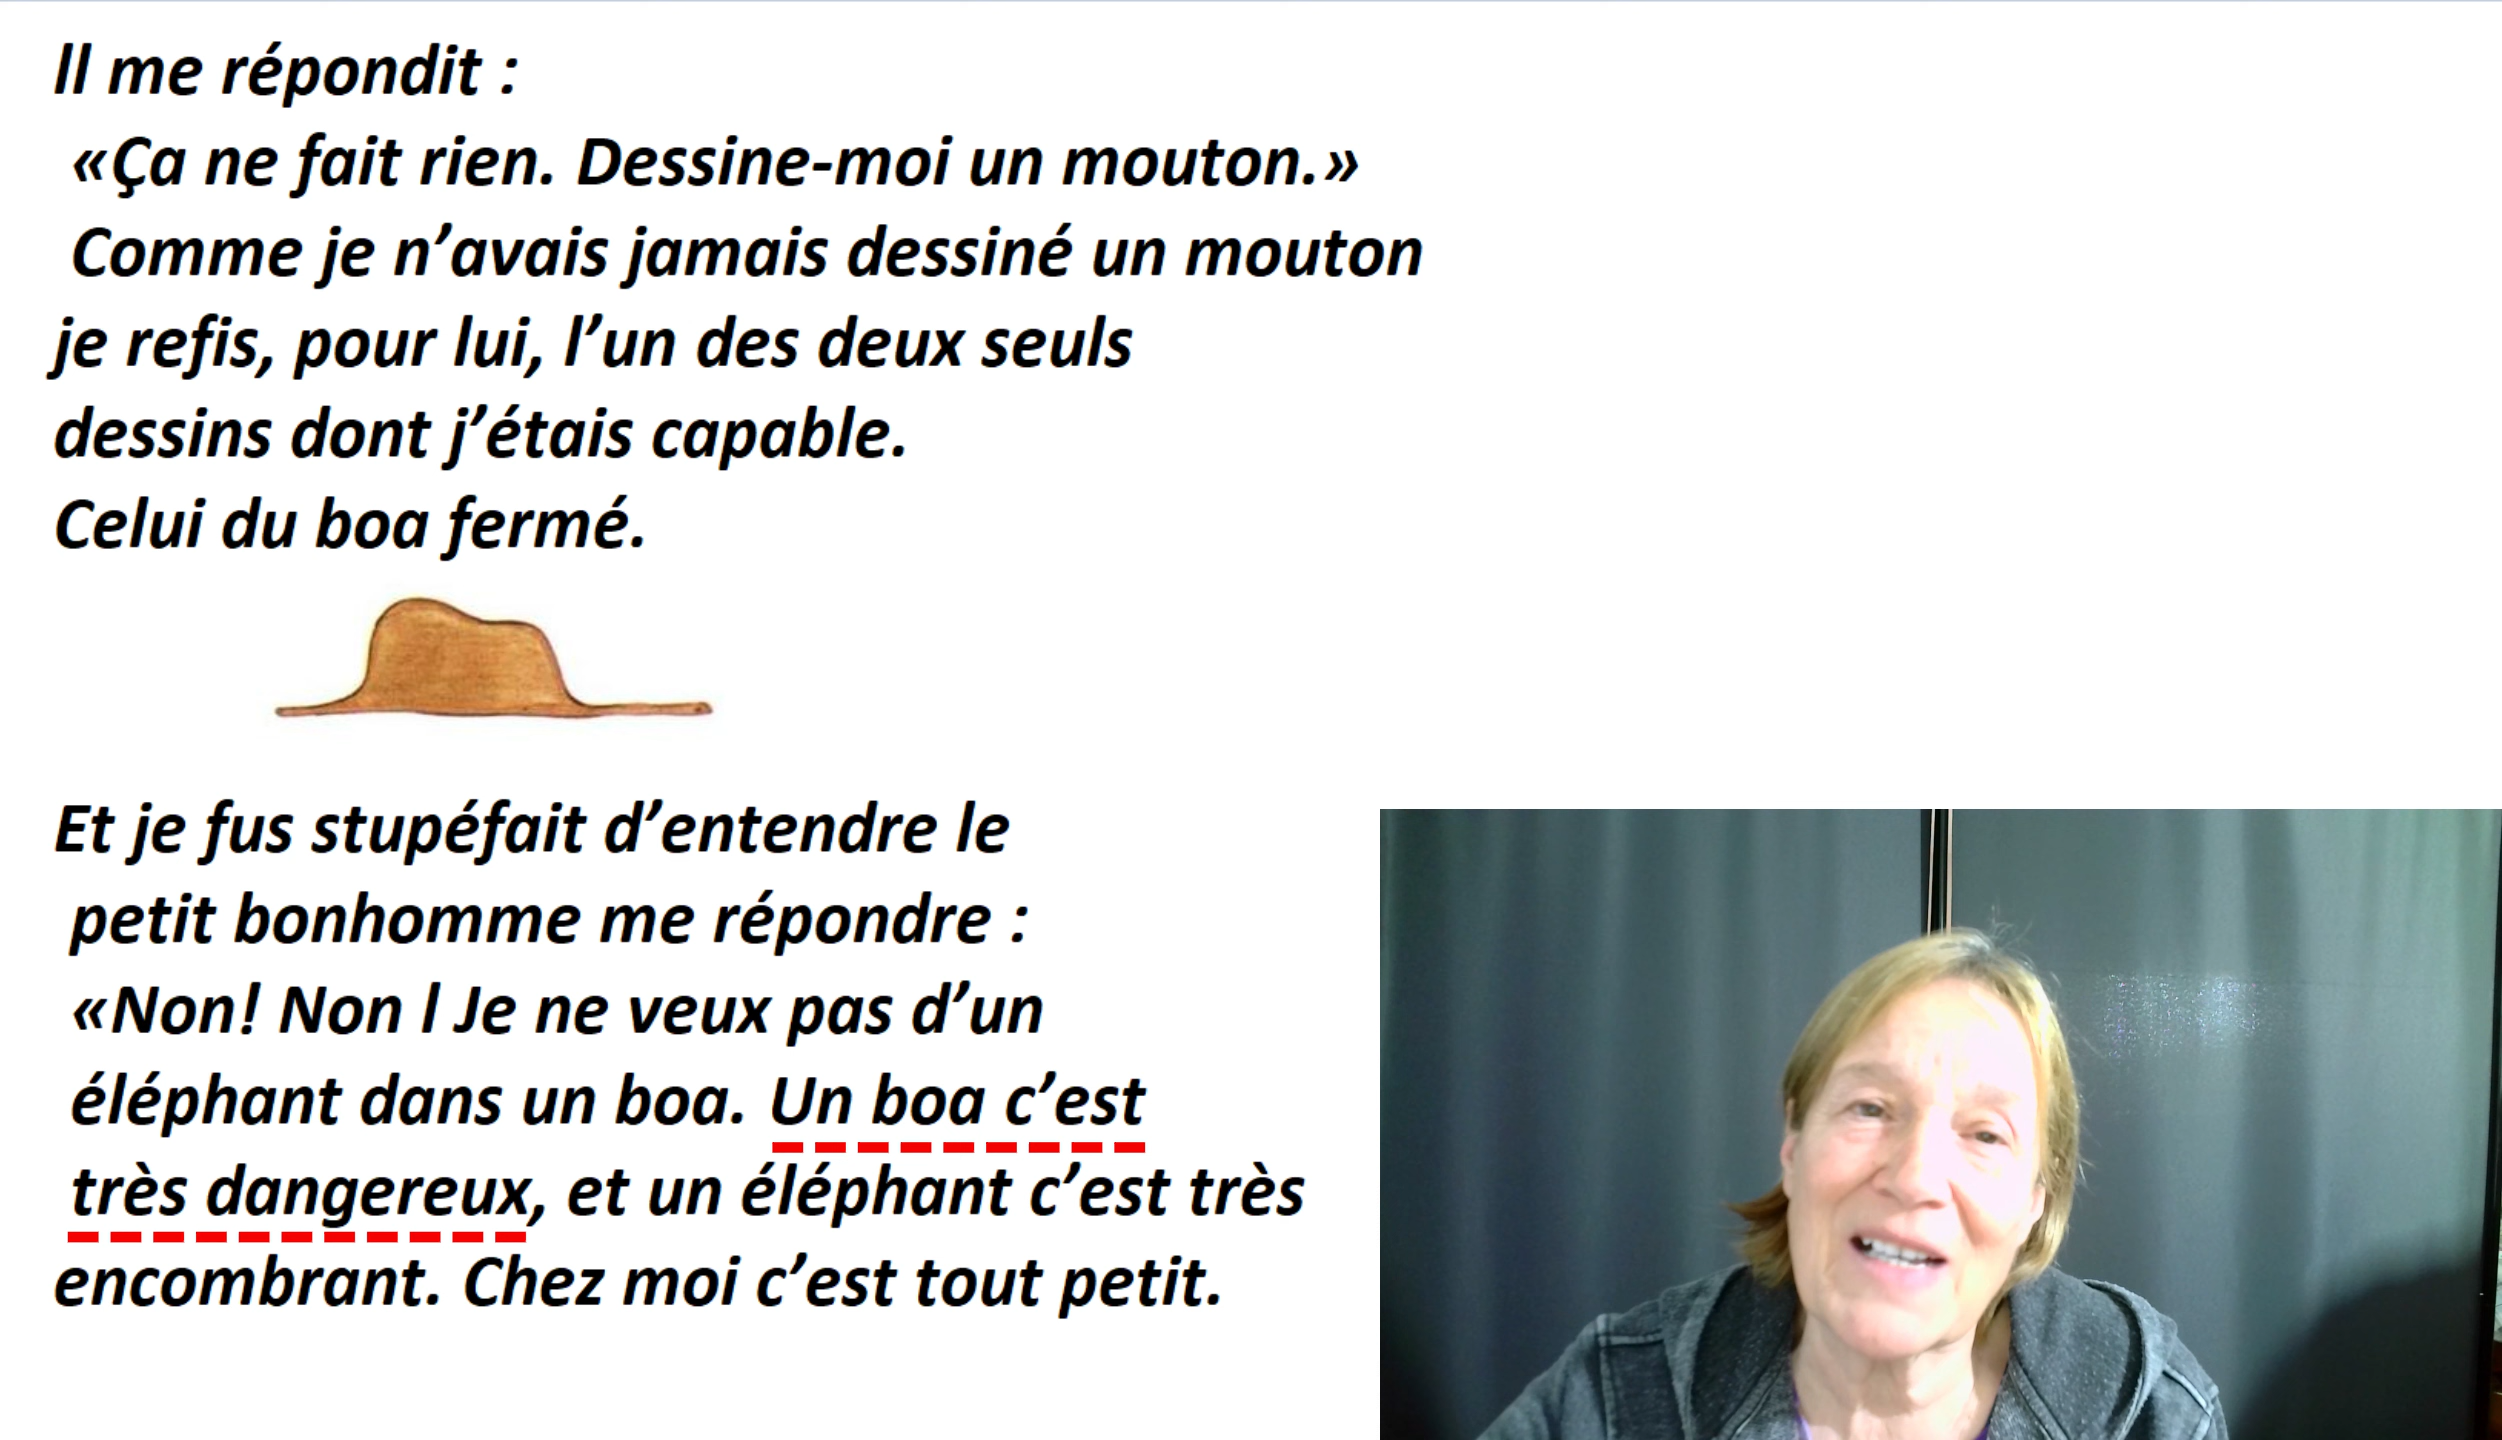 Il me répondit :
«Ça ne fait rien. Dessine-moi un mouton.»
Comme je n’avais jamais dessiné un mouton
je refis, pour lui, l’un des deux seuls
dessins dont j’étais capable.
Celui du boa fermé.
Et je fus stupéfait d’entendre le
petit bonhomme me répondre :
«Non! Non l Je ne veux pas d’un
éléphant dans un boa. Un boa c’est
très dangereux, et un éléphant c’est très
encombrant. Chez moi c’est tout petit.